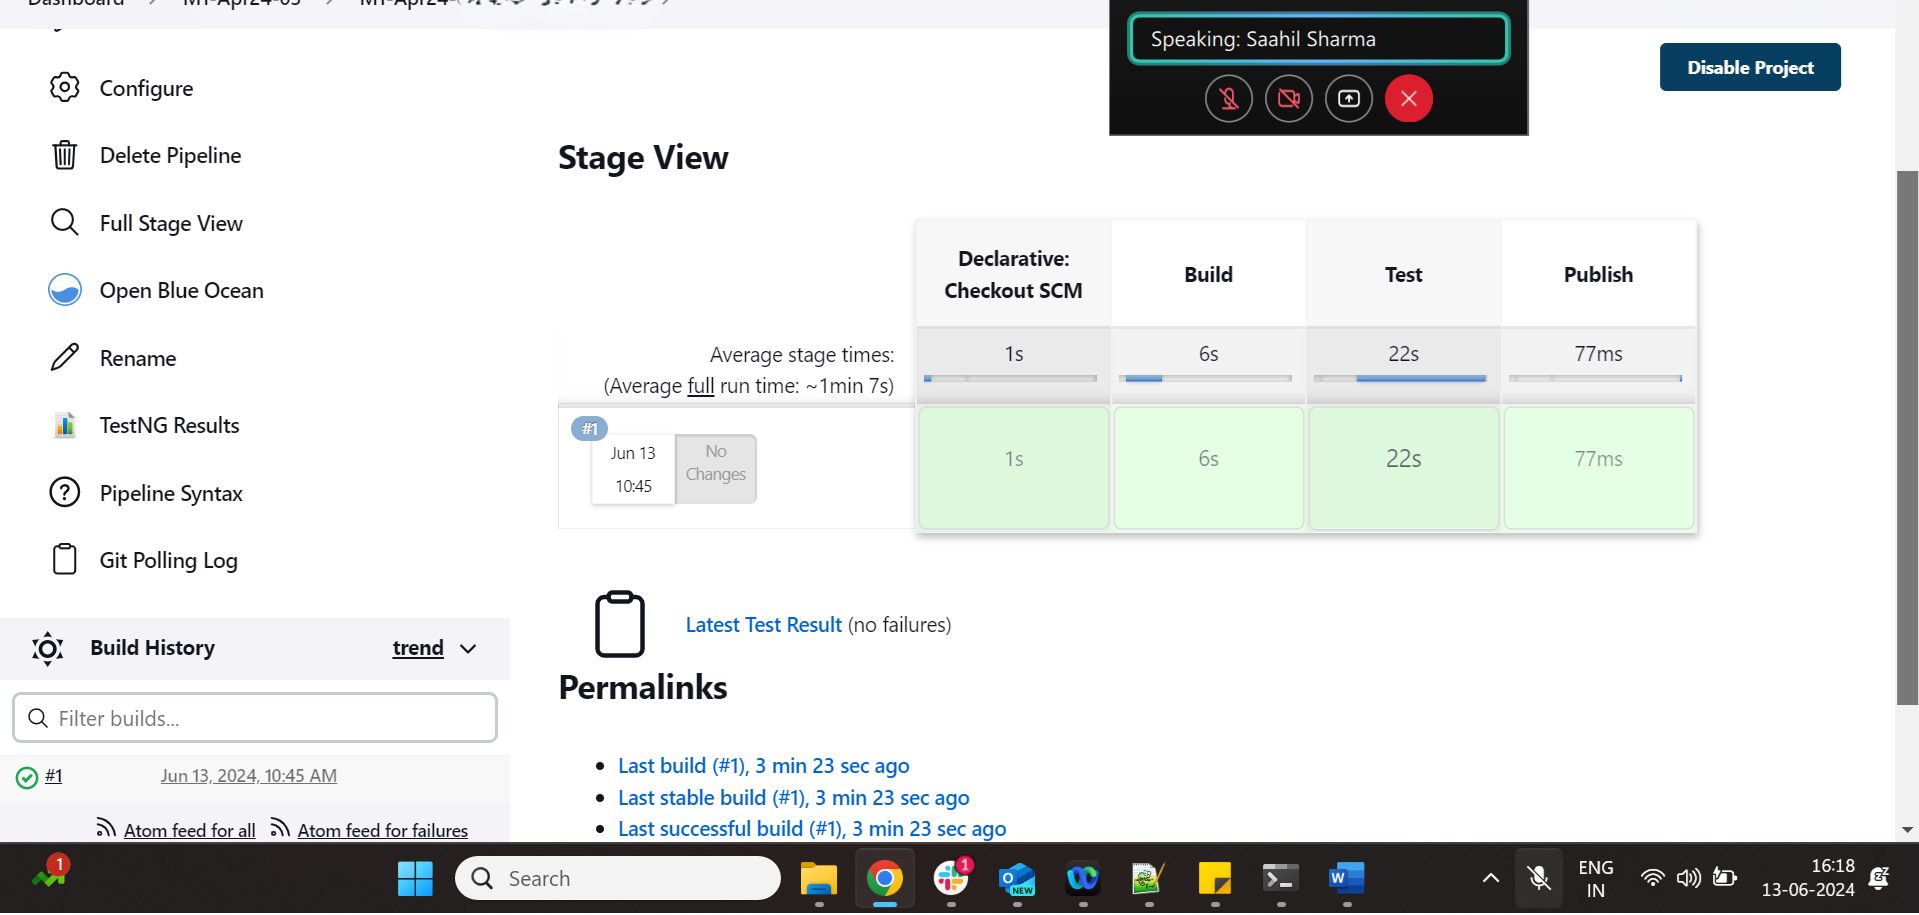 Dashboard
Speaking: Saahil Sharma
Disable Project
Configure
Delete Pipeline
Full Stage View
Open Blue Ocean
Rename
TestNG Results
Pipeline Syntax
Git Polling Log
Stage View
Declarative:
Checkout SCM
Build
Test
Publish
Average stage times:
(Average full run time: ~1min 7s)
1s
6s
22s
77ms
#1
Jun 13
10:45
No
Changes
1s
6s
22s
77ms
Latest Test Result (no failures)
Permalinks
Last build (#1), 3 min 23 sec ago
Last stable build (#1), 3 min 23 sec ago
Last successful build (#1), 3 min 23 sec ago
Build History
trend
Filter builds...
#1
Jun 13, 2024, 10:45 AM
Atom feed for all
Atom feed for failures
1
Search
1
O
NEW
W
ENG
IN
16:18
13-06-2024